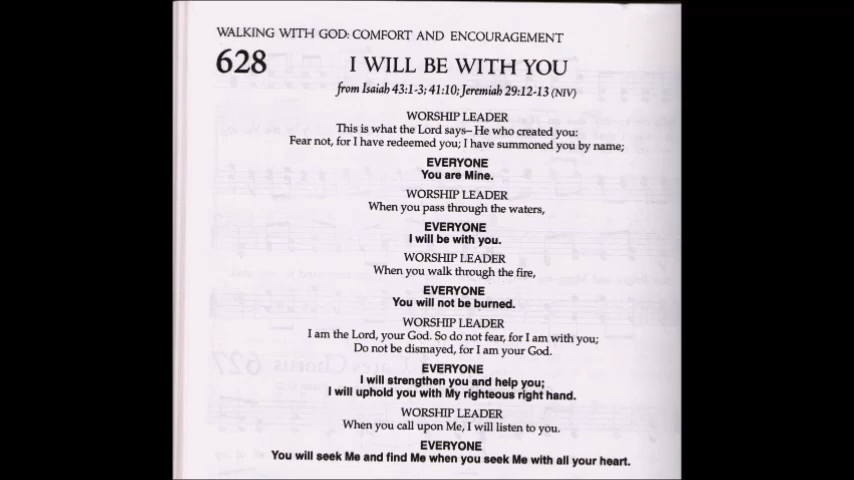 WALKING WITH GOD: COMFORT AND ENCOURAGEMENT
628 I WILL BE WITH YOU
from Isaiah 43:1-3; 41:10; Jeremiah 29:12-13 (NIV)
WORSHIP LEADER
This is what the Lord says– He who created you:
Fear not, for I have redeemed you; I have summoned you by name;
EVERYONE
You are Mine.
WORSHIP LEADER
When you pass through the waters,
EVERYONE
I will be with you.
WORSHIP LEADER
When you walk through the fire,
EVERYONE
You will not be burned.
WORSHIP LEADER
I am the Lord, your God. So do not fear, for I am with you;
Do not be dismayed, for I am your God.
EVERYONE
I will strengthen you and help you;
I will uphold you with My righteous right hand.
WORSHIP LEADER
When you call upon Me, I will listen to you.
EVERYONE
You will seek Me and find Me when you seek Me with all your heart.